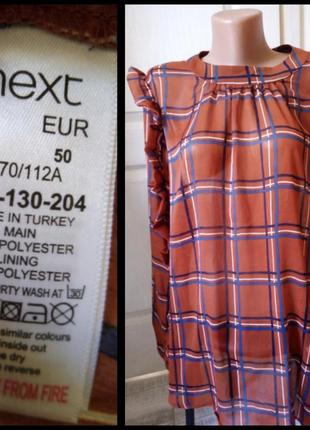 next
EUR
50
70/112A
-130-204
IN TURKEY
MAIN
POLYESTER
LINING
POLYESTER
WASH AT 30
similar colours
inside out
dry
reverse
FROM FIRE